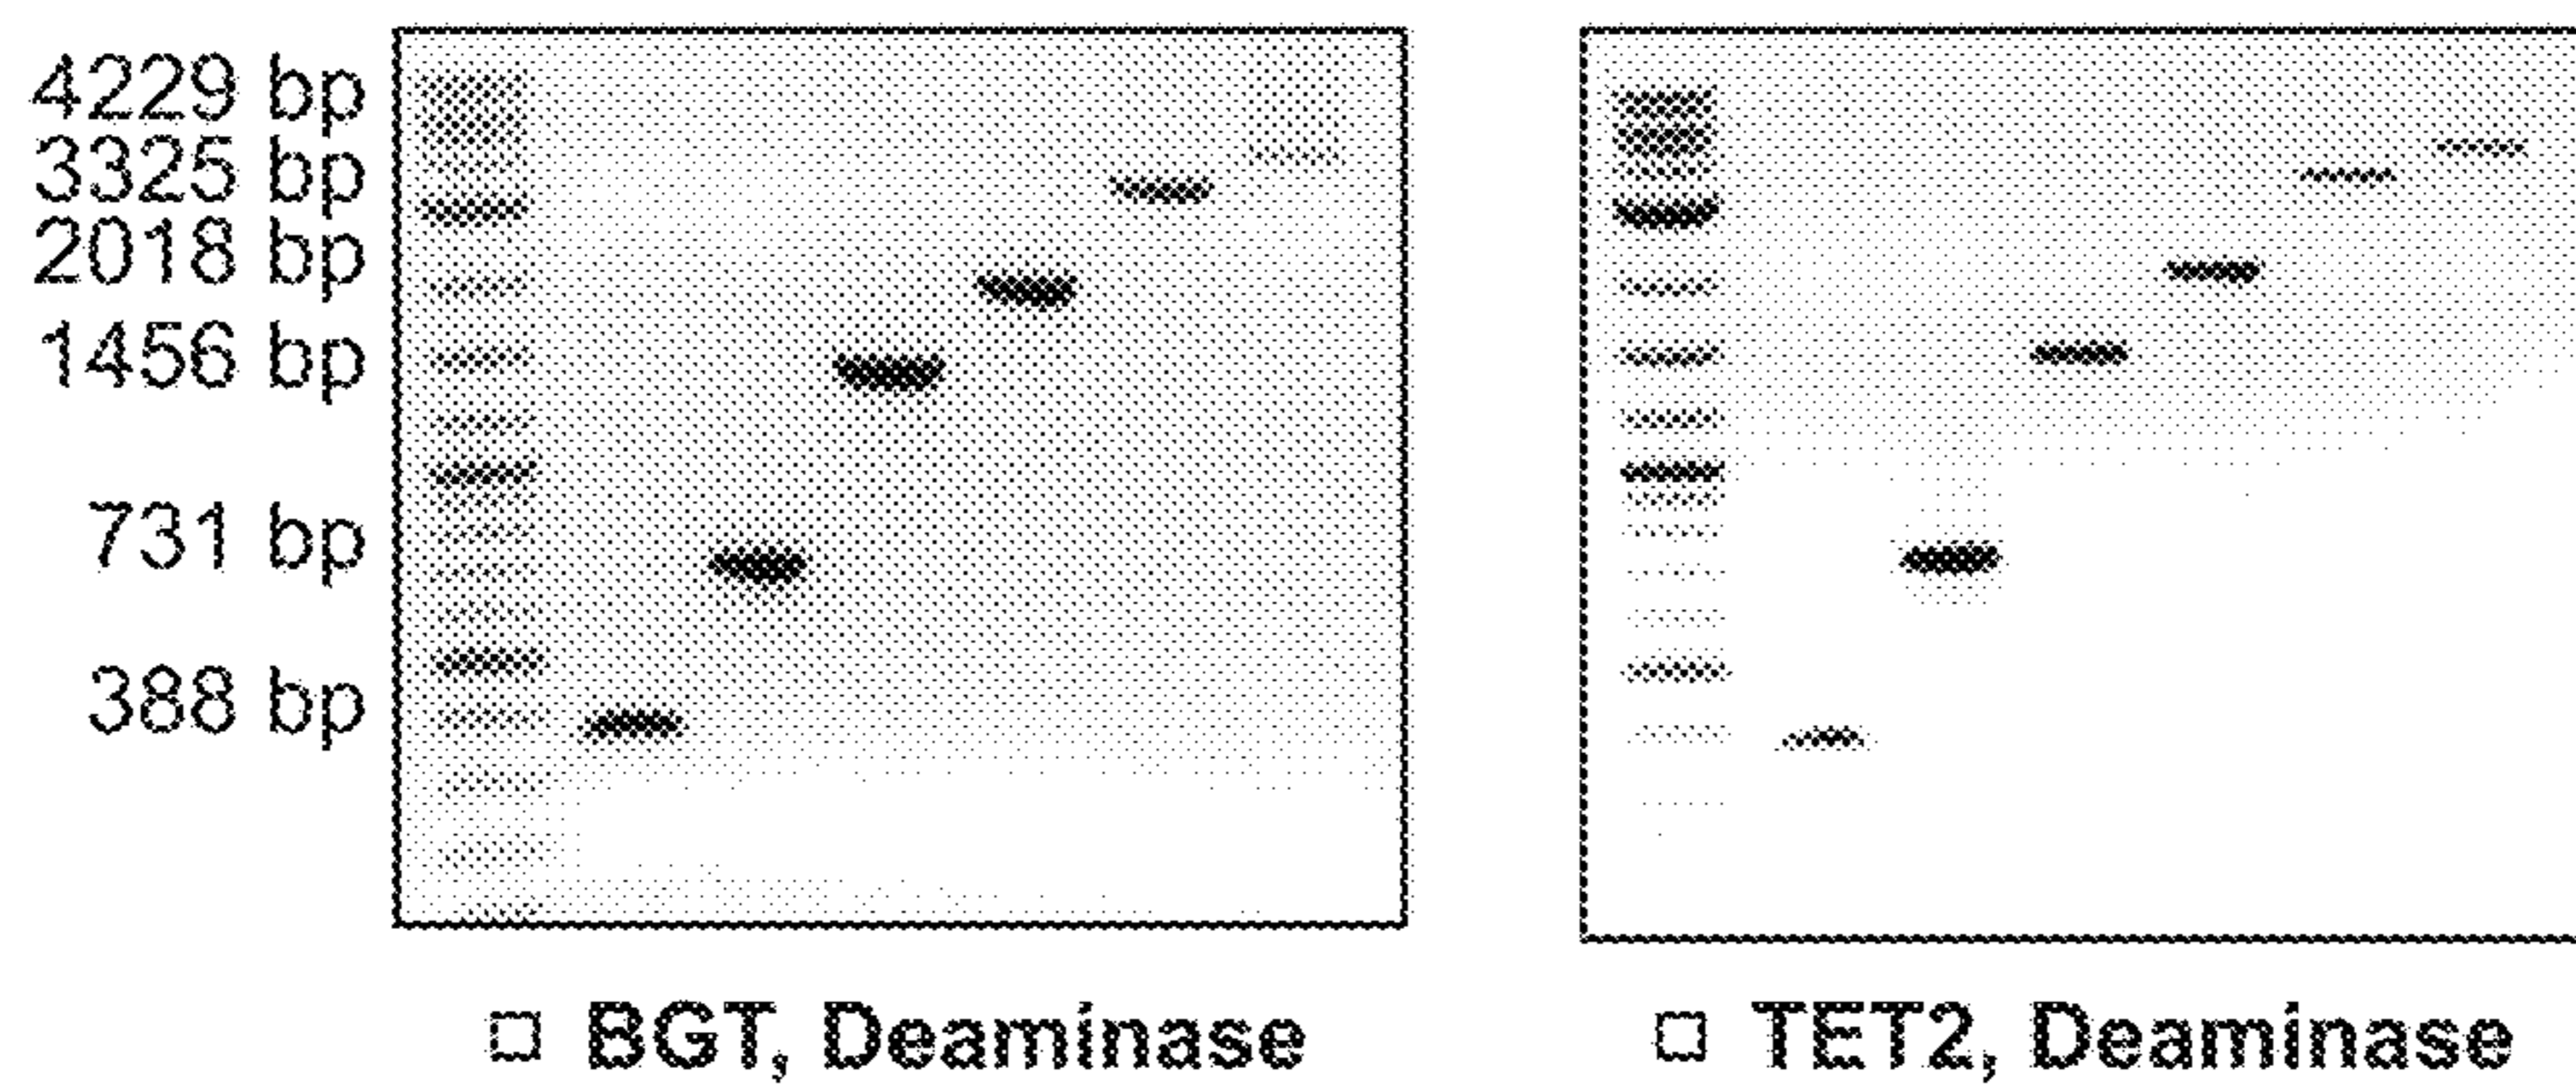 4229 bp
3325 bp
2018 bp
1456 bp
731 bp
388 bp
BGT, Deaminase
TET2, Deaminase